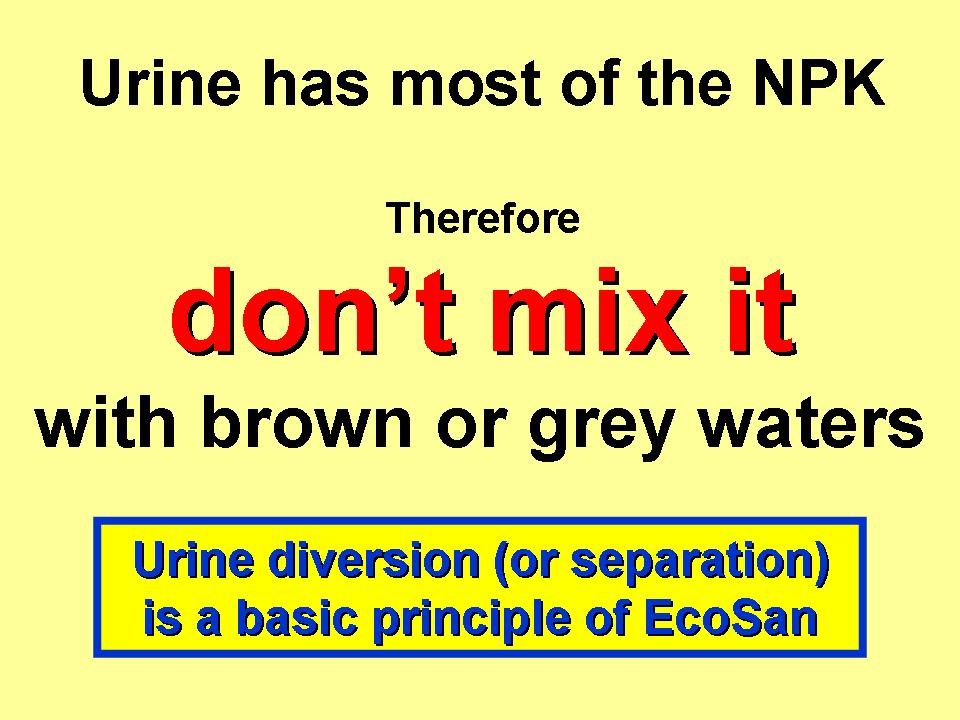 Urine has most of the NPK
Therefore
don’t mix it
with brown or grey waters
Urine diversion (or separation)
is a basic principle of EcoSan